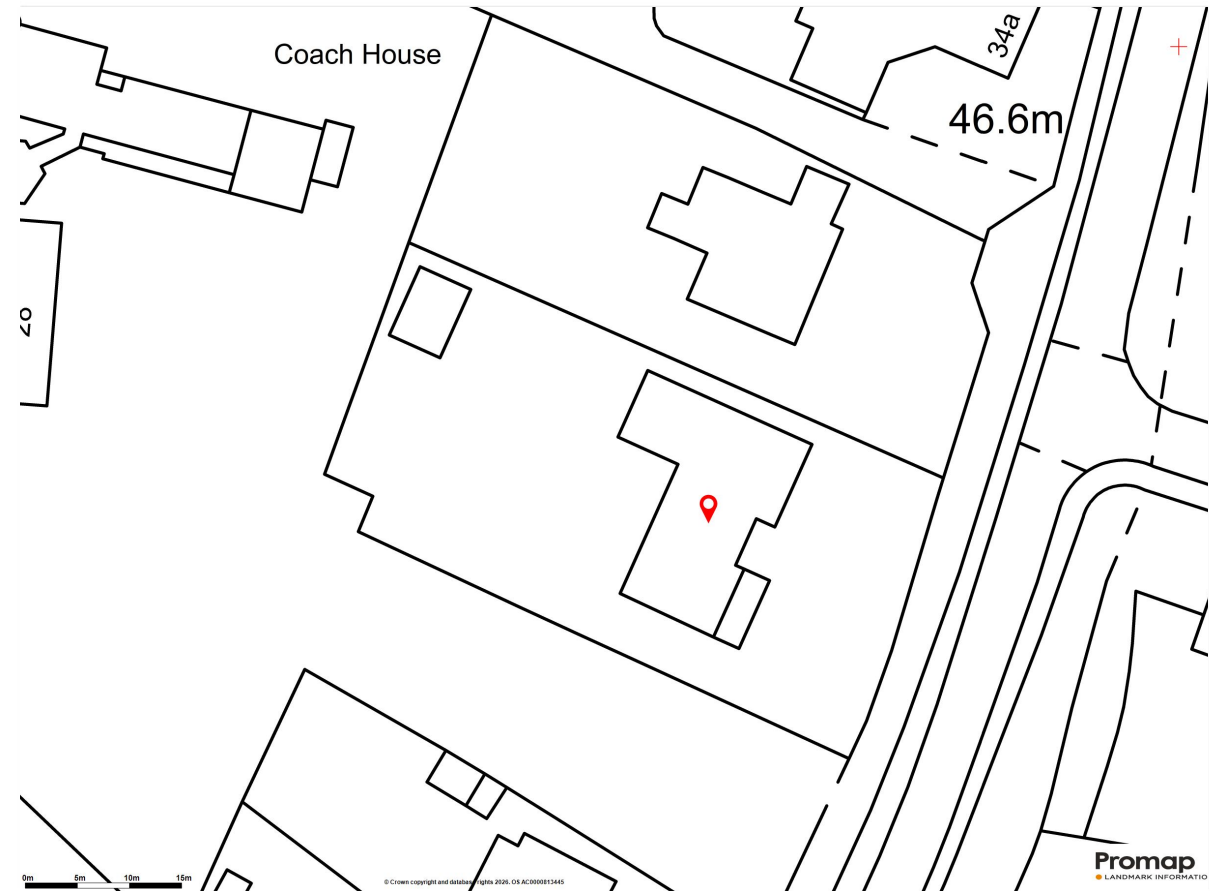 Coach House
34a
46.6m
28
0m 5m 10m 15m
© Crown copyright and database rights 2026. OS AC0000813445
Promap
LANDMARK INFORMATIO